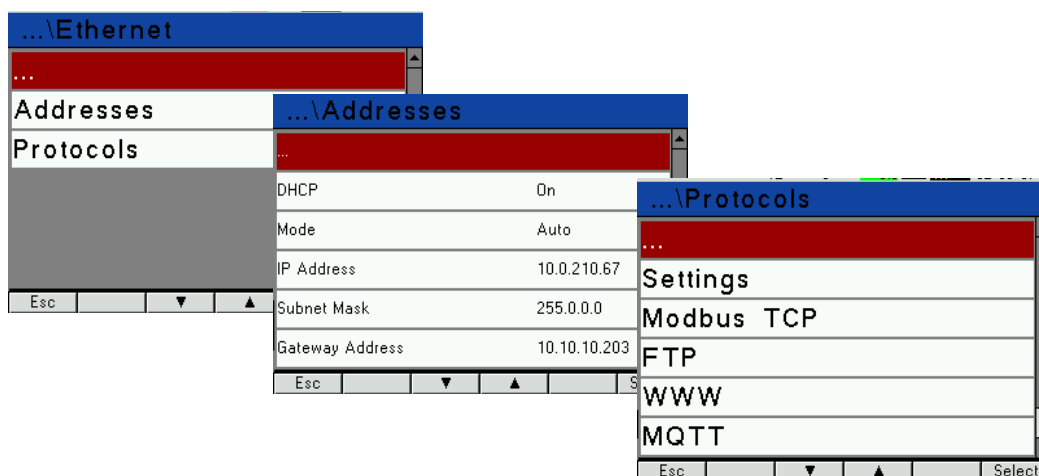 ...\Ethernet
...
Addresses
Protocols
Esc ▼ ▲
...\Addresses
...
DHCP On
Mode Auto
IP Address 10.0.210.67
Subnet Mask 255.0.0.0
Gateway Address 10.10.10.203
Esc ▼ ▲
...\Protocols
...
Settings
Modbus TCP
FTP
WWW
MQTT
Esc ▼ ▲ Select